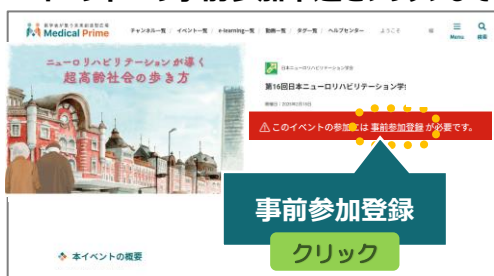 Medical Prime
チャンネル一覧 / イベント一覧 / e-learning一覧 / 動画一覧 / タグ一覧 / ヘルプセンター
ようこそ
Menu 検索
ニューロリハビリテーションが導く
超高齢社会の歩き方
日本ニューロリハビリテーション学会
第16回日本ニューロリハビリテーション学
このイベントの参加には 事前参加登録 が必要です。
事前参加登録
クリック
本イベントの概要